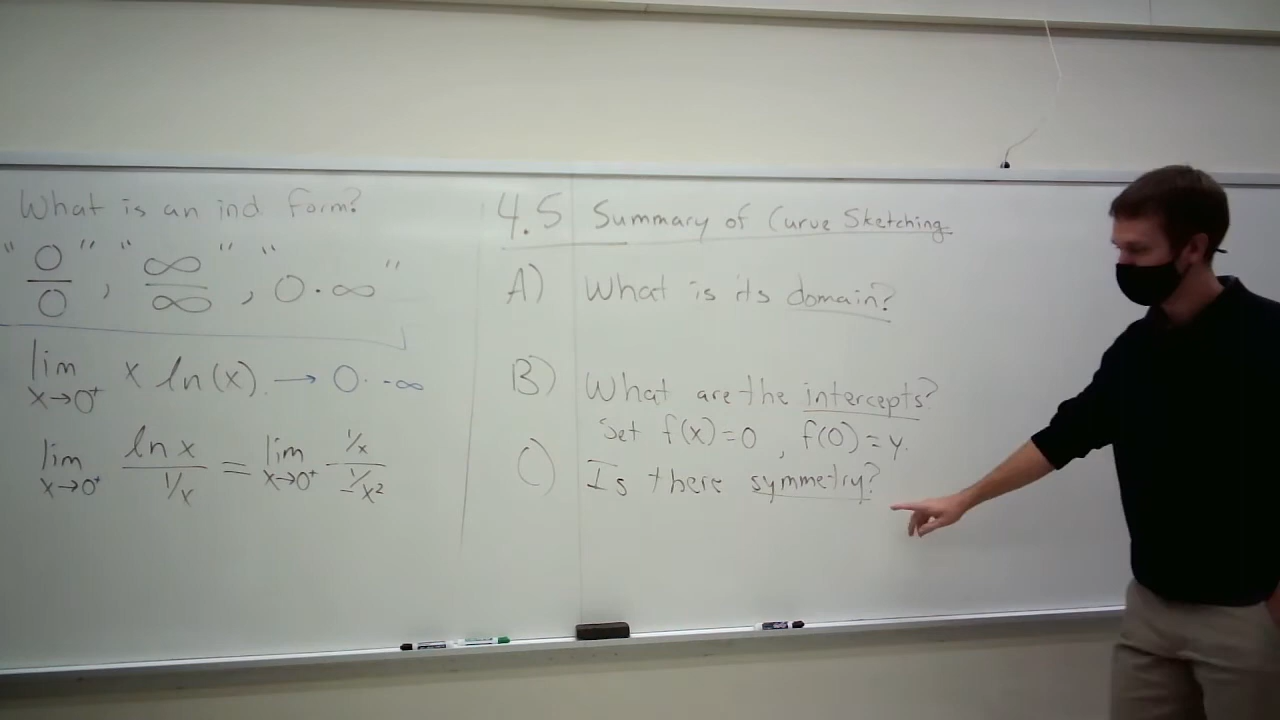 What is an ind form?
"0/0", "∞/∞", "0·∞"
lim x→0⁺ x ln(x) → 0·-∞
lim x→0⁺ ln x / 1/x = lim x→0⁺ 1/x / -1/x²
4.5 Summary of Curve Sketching
A) What is its domain?
B) What are the intercepts?
Set f(x)=0, f(0)=y.
C) Is there symmetry?